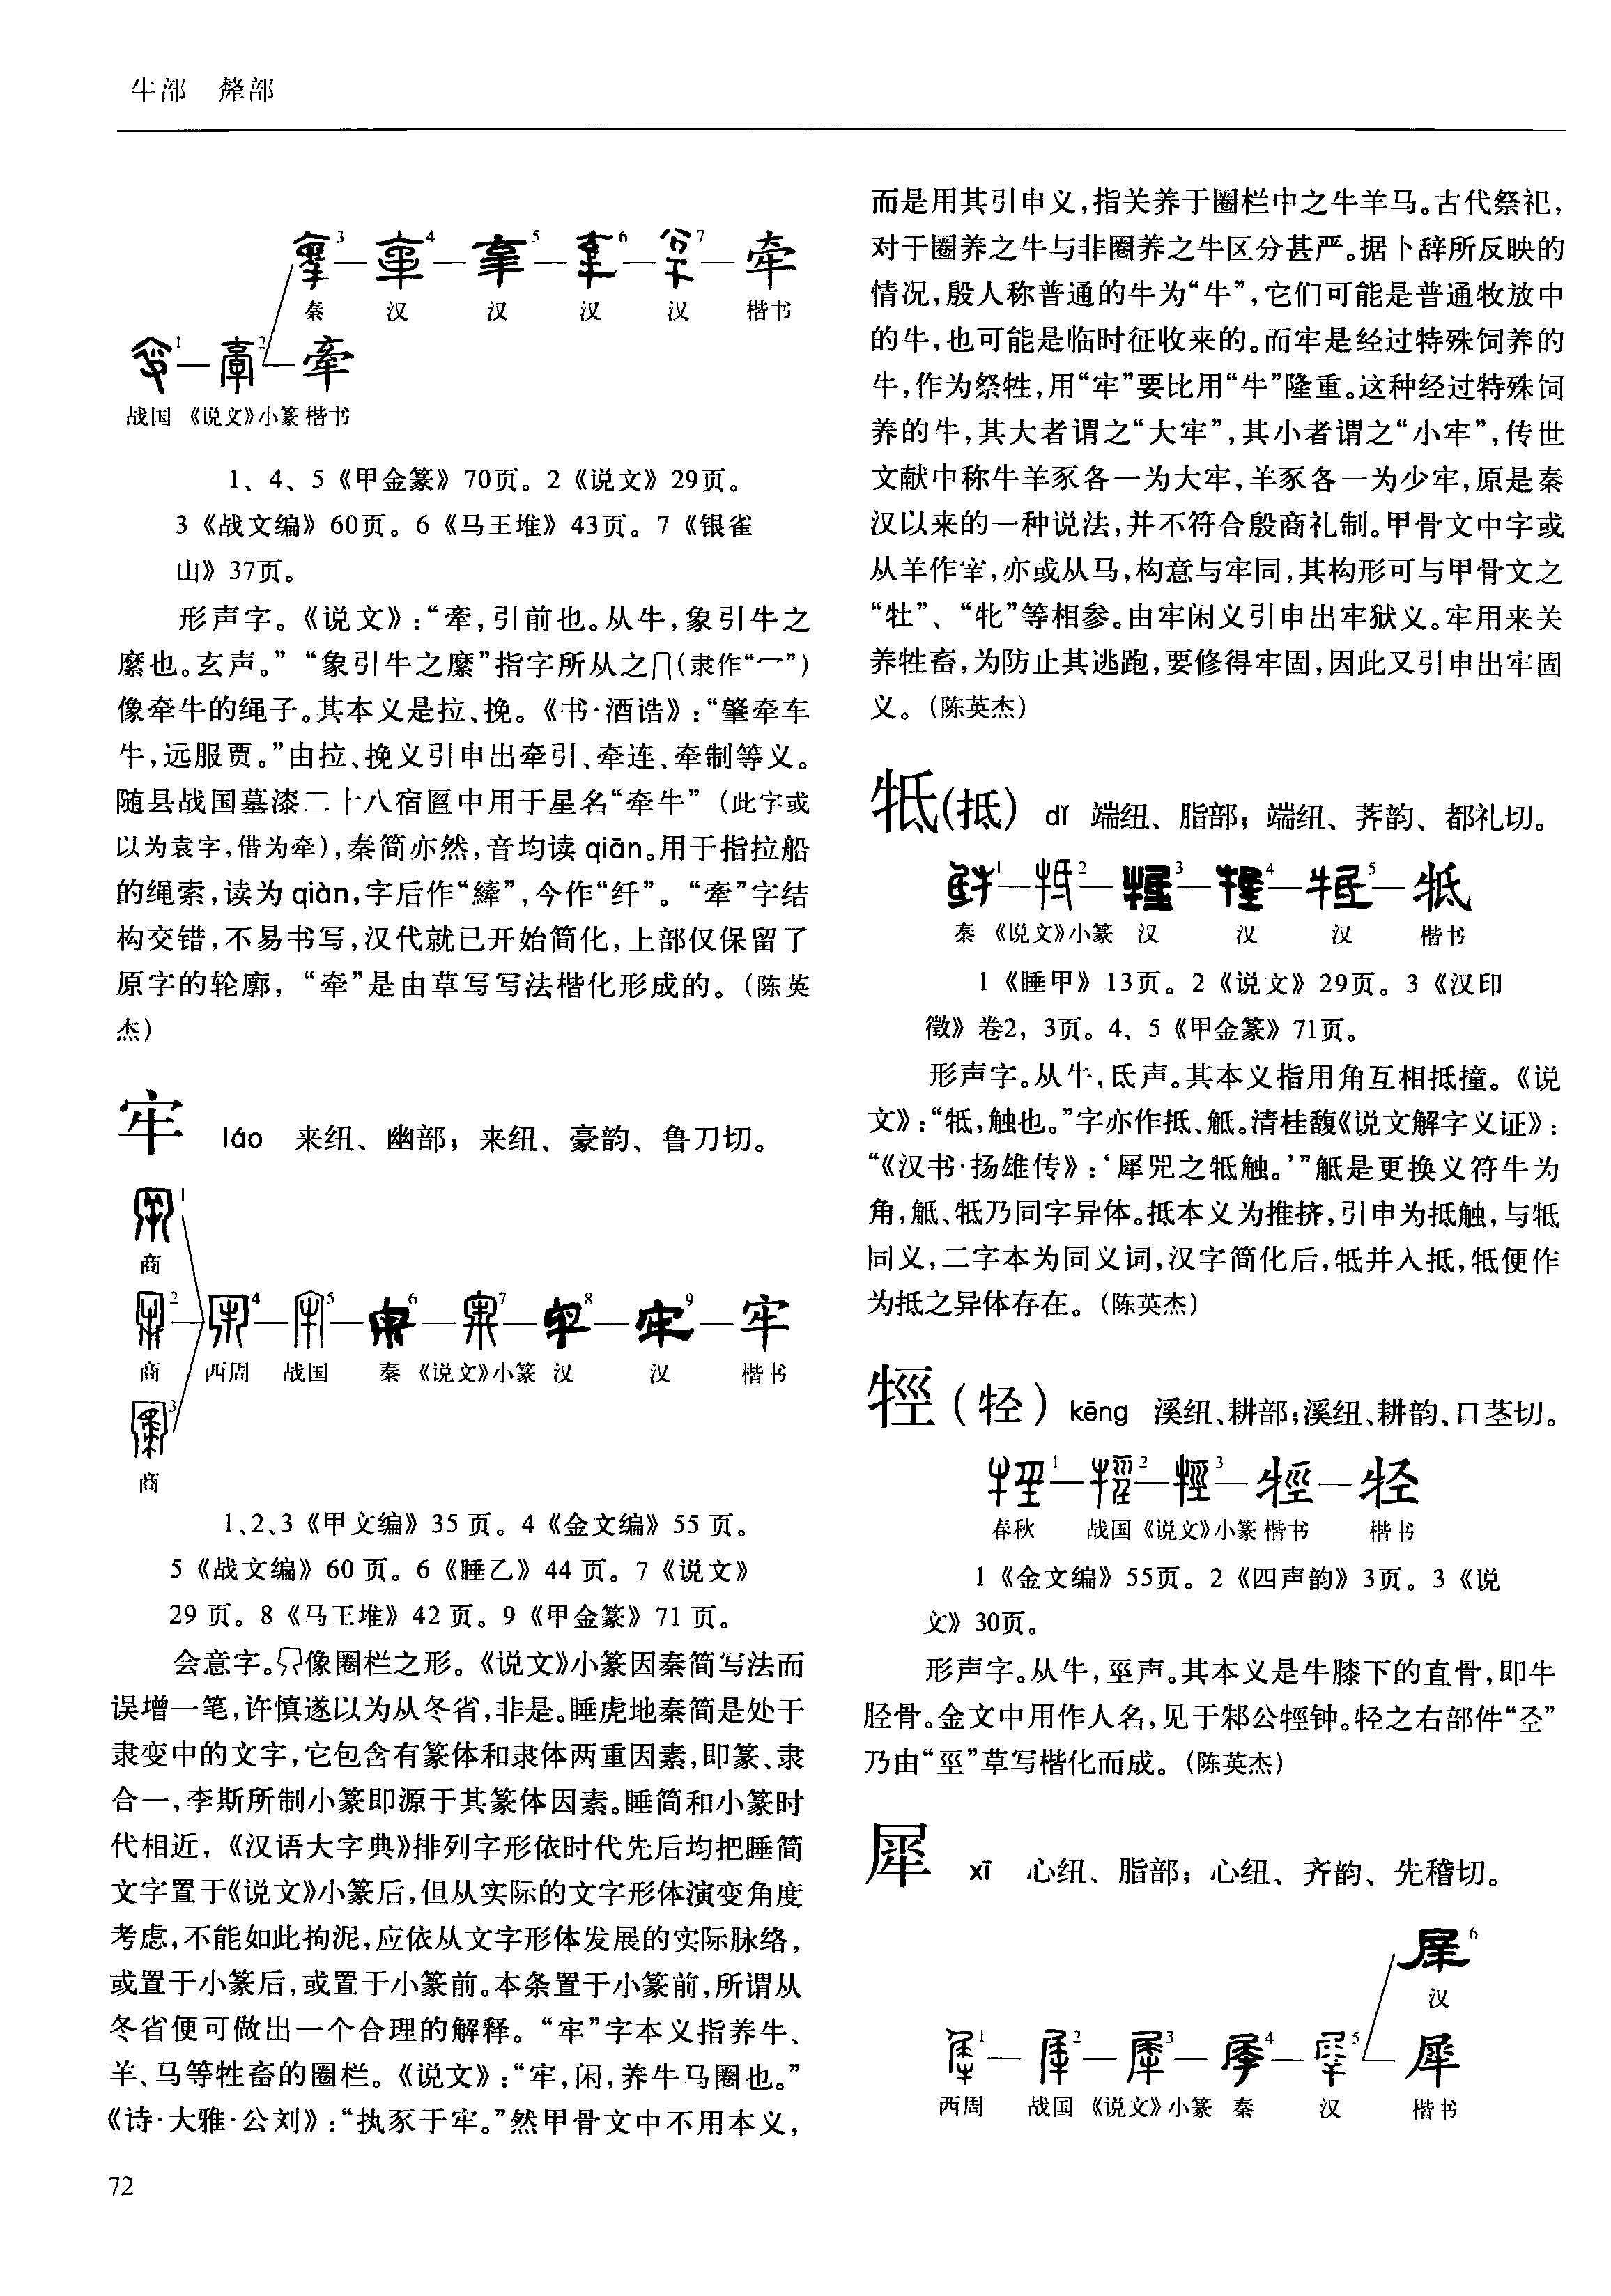 牛部　犛部
3 4 5 6 7 牵
秦 汉 汉 汉 汉 楷书
1 2 牽
战国 《说文》小篆 楷书
1、4、5《甲金篆》70页。2《说文》29页。
3《战文编》60页。6《马王堆》43页。7《银雀
山》37页。
形声字。《说文》:“牽,引前也。从牛,象引牛之
縻也。玄声。”“象引牛之縻”指字所从之冂(隶作“冖”)
像牵牛的绳子。其本义是拉、挽。《书·酒诰》:“肇牵车
牛,远服贾。”由拉、挽义引申出牵引、牵连、牵制等义。
随县战国墓漆二十八宿匫中用于星名“牵牛”(此字或
以为袁字,借为牵),秦简亦然,音均读 qiān。用于指拉船
的绳索,读为 qiàn,字后作“縴”,今作“纤”。“牽”字结
构交错,不易书写,汉代就已开始简化,上部仅保留了
原字的轮廓,“牵”是由草写写法楷化形成的。(陈英
杰)
牢 láo 来纽、幽部;来纽、豪韵、鲁刀切。
1
商
2 4 5 6 7 8 9 牢
商 西周 战国 秦 《说文》小篆 汉 汉 楷书
3
商
1、2、3《甲文编》35 页。4《金文编》55 页。
5《战文编》60 页。6《睡乙》44 页。7《说文》
29 页。8《马王堆》42 页。9《甲金篆》71 页。
会意字。像圈栏之形。《说文》小篆因秦简写法而
误增一笔,许慎遂以为从冬省,非是。睡虎地秦简是处于
隶变中的文字,它包含有篆体和隶体两重因素,即篆、隶
合一,李斯所制小篆即源于其篆体因素。睡简和小篆时
代相近,《汉语大字典》排列字形依时代先后均把睡简
文字置于《说文》小篆后,但从实际的文字形体演变角度
考虑,不能如此拘泥,应依从文字形体发展的实际脉络,
或置于小篆后,或置于小篆前。本条置于小篆前,所谓从
冬省便可做出一个合理的解释。“牢”字本义指养牛、
羊、马等牲畜的圈栏。《说文》:“牢,闲,养牛马圈也。”
《诗·大雅·公刘》:“执豕于牢。”然甲骨文中不用本义,
72
而是用其引申义,指关养于圈栏中之牛羊马。古代祭祀,
对于圈养之牛与非圈养之牛区分甚严。据卜辞所反映的
情况,殷人称普通的牛为“牛”,它们可能是普通牧放中
的牛,也可能是临时征收来的。而牢是经过特殊饲养的
牛,作为祭牲,用“牢”要比用“牛”隆重。这种经过特殊饲
养的牛,其大者谓之“大牢”,其小者谓之“小牢”,传世
文献中称牛羊豕各一为大牢,羊豕各一为少牢,原是秦
汉以来的一种说法,并不符合殷商礼制。甲骨文中字或
从羊作宰,亦或从马,构意与牢同,其构形可与甲骨文之
“牡”、“牝”等相参。由牢闲义引申出牢狱义。牢用来关
养牲畜,为防止其逃跑,要修得牢固,因此又引申出牢固
义。(陈英杰)
牴(抵) dǐ 端纽、脂部;端纽、荠韵、都礼切。
1 2 3 4 5 牴
秦 《说文》小篆 汉 汉 汉 楷书
1《睡甲》13页。2《说文》29页。3《汉印
徵》卷2,3页。4、5《甲金篆》71页。
形声字。从牛,氐声。其本义指用角互相抵撞。《说
文》:“牴,触也。”字亦作抵、觝。清桂馥《说文解字义证》:
“《汉书·扬雄传》:‘犀兕之牴触。’”觝是更换义符牛为
角,觝、牴乃同字异体。抵本义为推挤,引申为抵触,与牴
同义,二字本为同义词,汉字简化后,牴并入抵,牴便作
为抵之异体存在。(陈英杰)
牼(轻) kēng 溪纽、耕部;溪纽、耕韵、口茎切。
1 2 3 牼
春秋 战国 《说文》小篆 楷书 楷书
1《金文编》55页。2《四声韵》3页。3《说
文》30页。
形声字。从牛,巠声。其本义是牛膝下的直骨,即牛
胫骨。金文中用作人名,见于邾公牼钟。轻之右部件“圣”
乃由“巠”草写楷化而成。(陈英杰)
犀 xī 心纽、脂部;心纽、齐韵、先稽切。
6
汉
1 2 3 4 5 犀
西周 战国 《说文》小篆 秦 汉 楷书